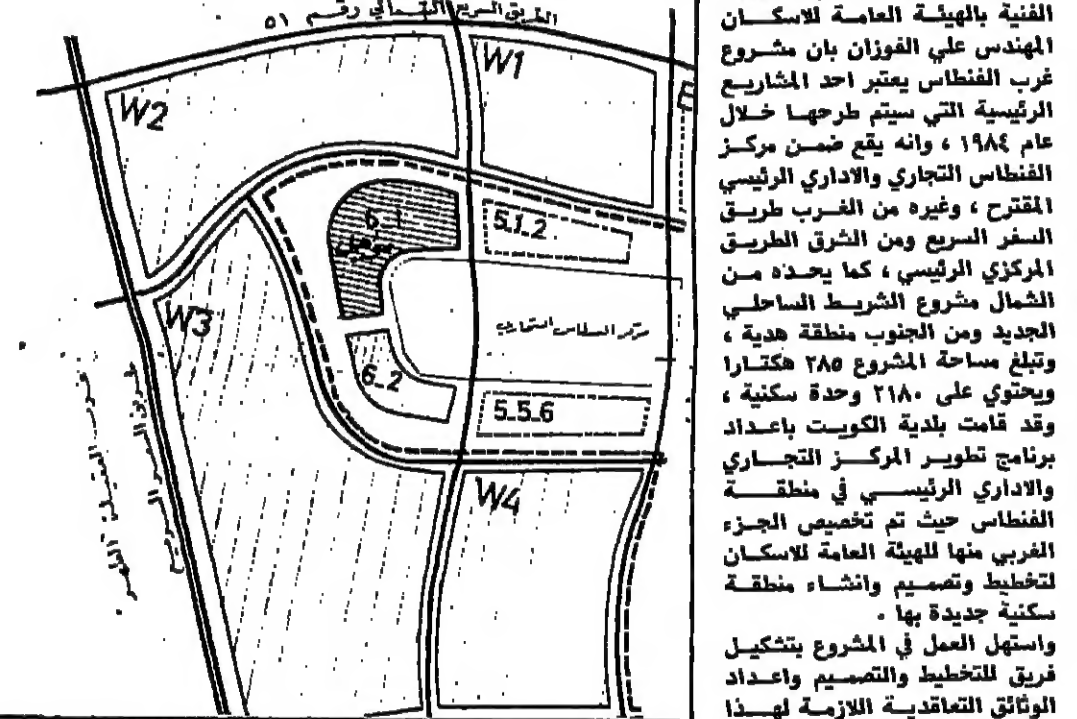 الفنية بالهيئة العامة للاسكان
المهندس علي الفوزان بان مشروع
غرب الفنطاس يعتبر احد المشاريع
الرئيسية التي سيتم طرحها خلال
عام ١٩٨٤ ، وانه يقع ضمن مركز
الفنطاس التجاري والاداري الرئيسي
المقترح ، وغيره من الغرب طريق
السفر السريع ومن الشرق الطريق
المركزي الرئيسي ، كما يحده من
الشمال مشروع الشريط الساحلي
الجديد ومن الجنوب منطقة هدية ،
وتبلغ مساحة المشروع ٢٨٥ هكتارا
ويحتوي على ٢١٨٠ وحدة سكنية ،
وقد قامت بلدية الكويت باعداد
برنامج تطوير المركز التجاري
والاداري الرئيسي في منطقة
الفنطاس حيث تم تخصيص الجزء
الغربي منها للهيئة العامة للاسكان
لتخطيط وتصميم وانشاء منطقة
سكنية جديدة بها .
واستهل العمل في المشروع بتشكيل
فريق للتخطيط والتصميم واعداد
الوثائق التعاقدية اللازمة لهذا
الطريق السريع الشمالي رقم ٥١
W1
W2
6-1
5.1.2
W3
6-2
5.5.6
W4